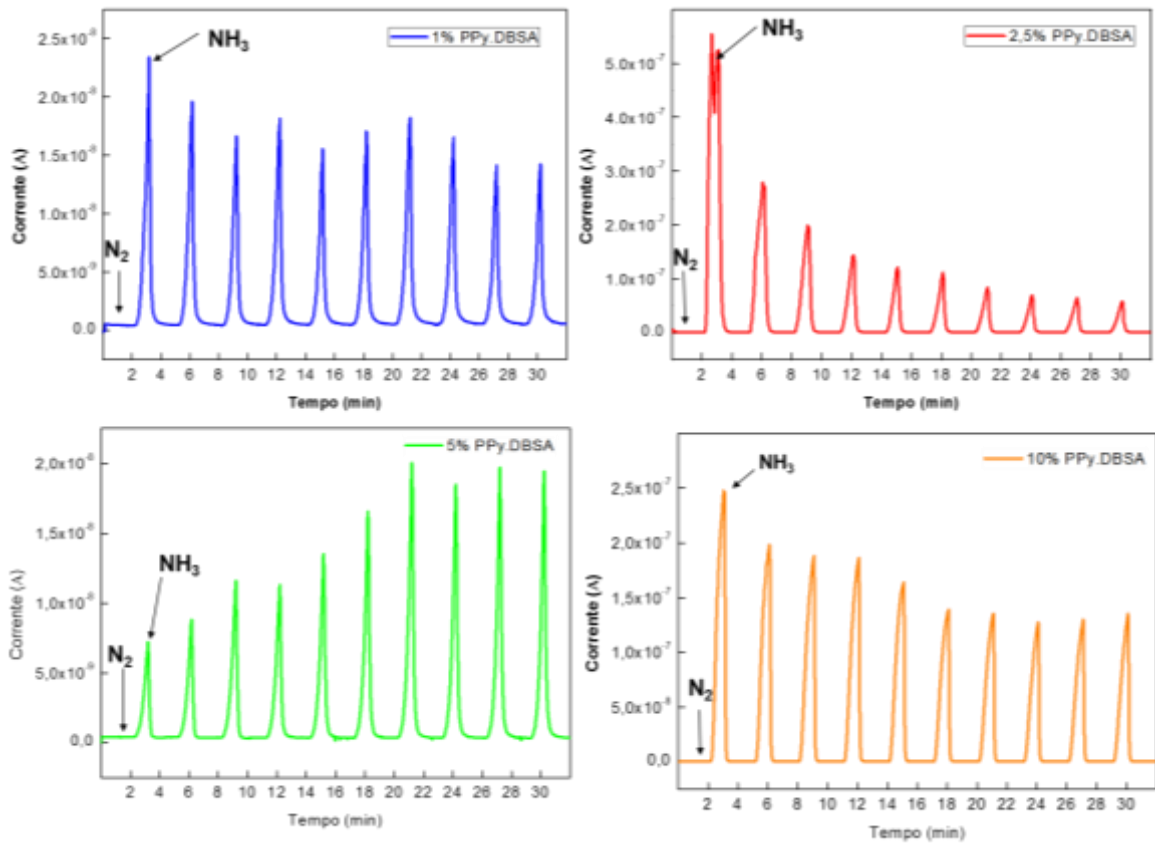 1% PPy.DBSA
NH₃
N₂
2.5x10⁻⁸
2.0x10⁻⁸
1.5x10⁻⁸
1.0x10⁻⁸
5.0x10⁻⁹
0.0
Corrente (A)
2 4 6 8 10 12 14 16 18 20 22 24 26 28 30
Tempo (min)
2,5% PPy.DBSA
NH₃
N₂
5.0x10⁻⁷
4.0x10⁻⁷
3.0x10⁻⁷
2.0x10⁻⁷
1.0x10⁻⁷
0.0
Corrente (A)
2 4 6 8 10 12 14 16 18 20 22 24 26 28 30
Tempo (min)
5% PPy.DBSA
NH₃
N₂
2,0x10⁻⁸
1,5x10⁻⁸
1,0x10⁻⁸
5,0x10⁻⁹
0,0
Corrente (A)
2 4 6 8 10 12 14 16 18 20 22 24 26 28 30
Tempo (min)
10% PPy.DBSA
NH₃
N₂
2,5x10⁻⁷
2,0x10⁻⁷
1,5x10⁻⁷
1,0x10⁻⁷
5,0x10⁻⁸
0,0
Corrente (A)
2 4 6 8 10 12 14 16 18 20 22 24 26 28 30
Tempo (min)